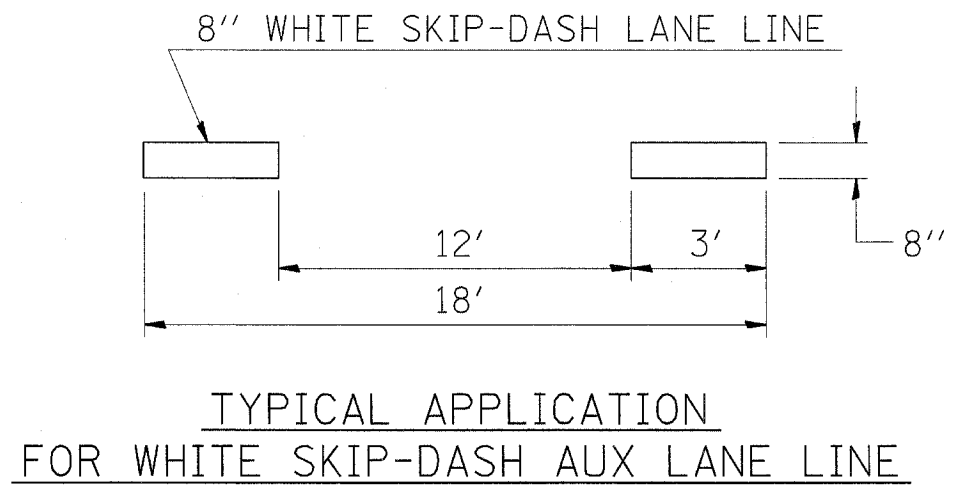 8'' WHITE SKIP-DASH LANE LINE
12'
3'
8''
18'
TYPICAL APPLICATION
FOR WHITE SKIP-DASH AUX LANE LINE